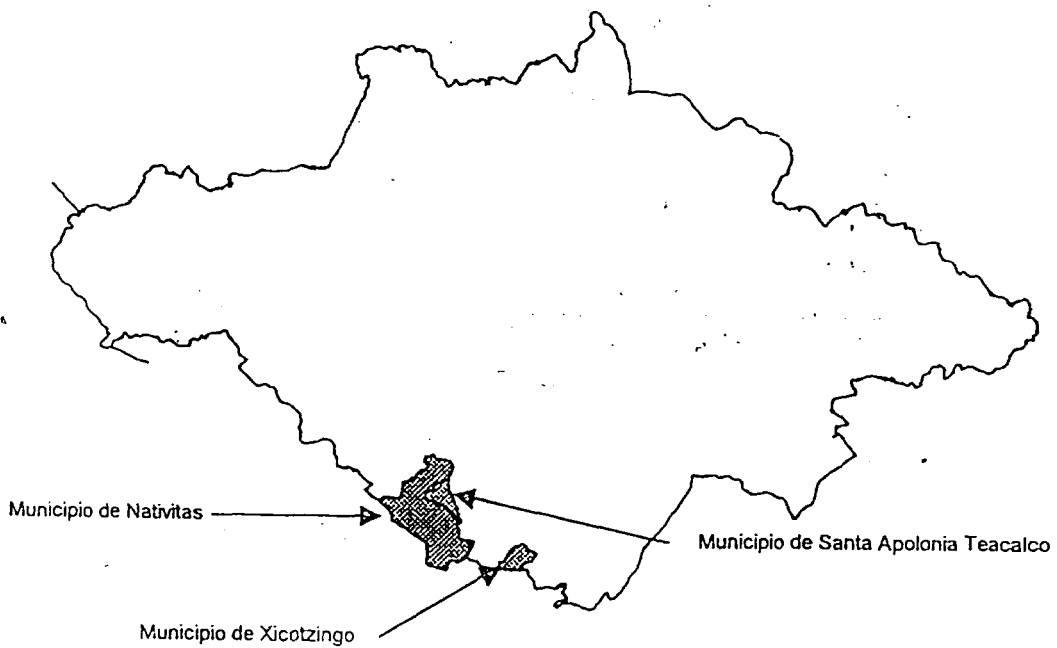 Municipio de Nativitas
Municipio de Santa Apolonia Teacalco
Municipio de Xicotzingo